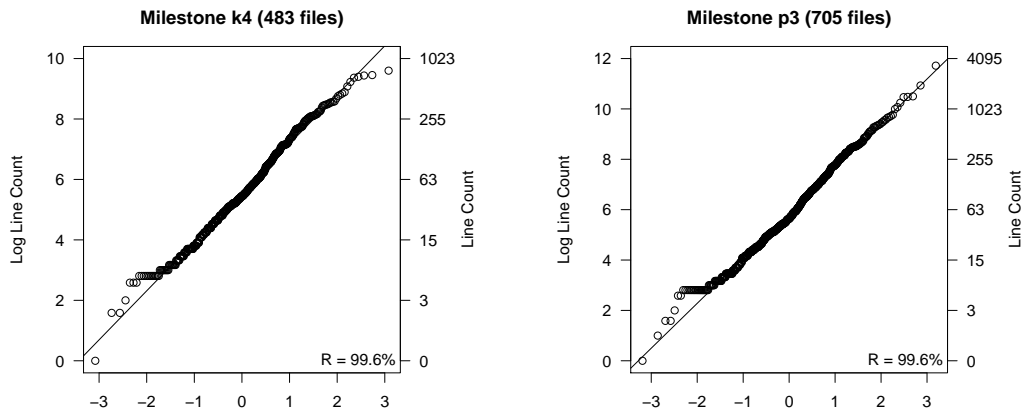 Milestone k4 (483 files)
Log Line Count
10
8
6
4
2
0
1023
255
63
15
3
0
Line Count
R = 99.6%
−3 −2 −1 0 1 2 3
Milestone p3 (705 files)
Log Line Count
12
10
8
6
4
2
0
4095
1023
255
63
15
3
0
Line Count
R = 99.6%
−3 −2 −1 0 1 2 3